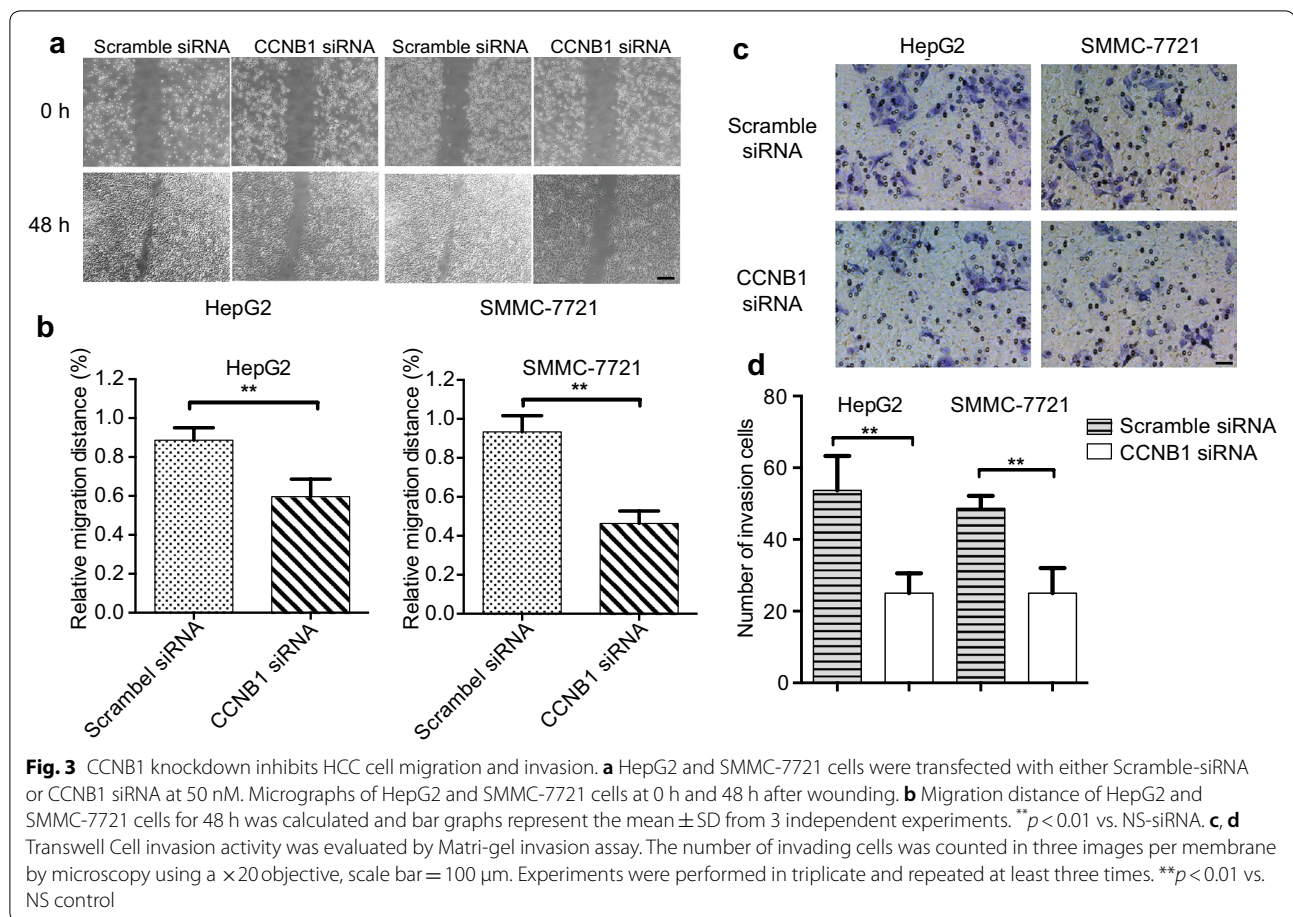 a
Scramble siRNA CCNB1 siRNA Scramble siRNA CCNB1 siRNA
0 h
48 h
HepG2 SMMC-7721
b
HepG2
Relative migration distance (%)
1.2
1.0
0.8
0.6
0.4
0.2
0.0
**
Scrambel siRNA
CCNB1 siRNA
SMMC-7721
Relative migration distance (%)
1.2
1.0
0.8
0.6
0.4
0.2
0.0
**
Scrambel siRNA
CCNB1 siRNA
c
HepG2 SMMC-7721
Scramble
siRNA
CCNB1
siRNA
d
Number of invasion cells
80
60
40
20
0
HepG2 SMMC-7721
**
**
Scramble siRNA
CCNB1 siRNA
Fig. 3 CCNB1 knockdown inhibits HCC cell migration and invasion. a HepG2 and SMMC-7721 cells were transfected with either Scramble-siRNA
or CCNB1 siRNA at 50 nM. Micrographs of HepG2 and SMMC-7721 cells at 0 h and 48 h after wounding. b Migration distance of HepG2 and
SMMC-7721 cells for 48 h was calculated and bar graphs represent the mean ± SD from 3 independent experiments. **p < 0.01 vs. NS-siRNA. c, d
Transwell Cell invasion activity was evaluated by Matri-gel invasion assay. The number of invading cells was counted in three images per membrane
by microscopy using a × 20 objective, scale bar = 100 μm. Experiments were performed in triplicate and repeated at least three times. **p < 0.01 vs.
NS control